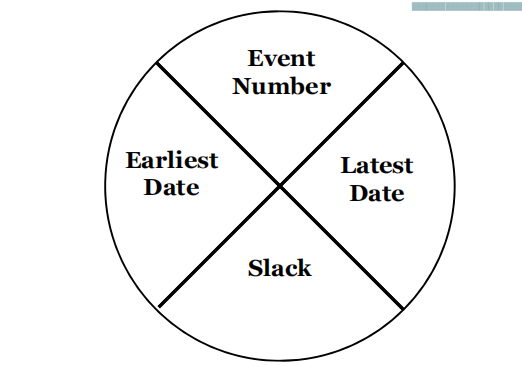 Event
Number
Earliest
Date
Latest
Date
Slack